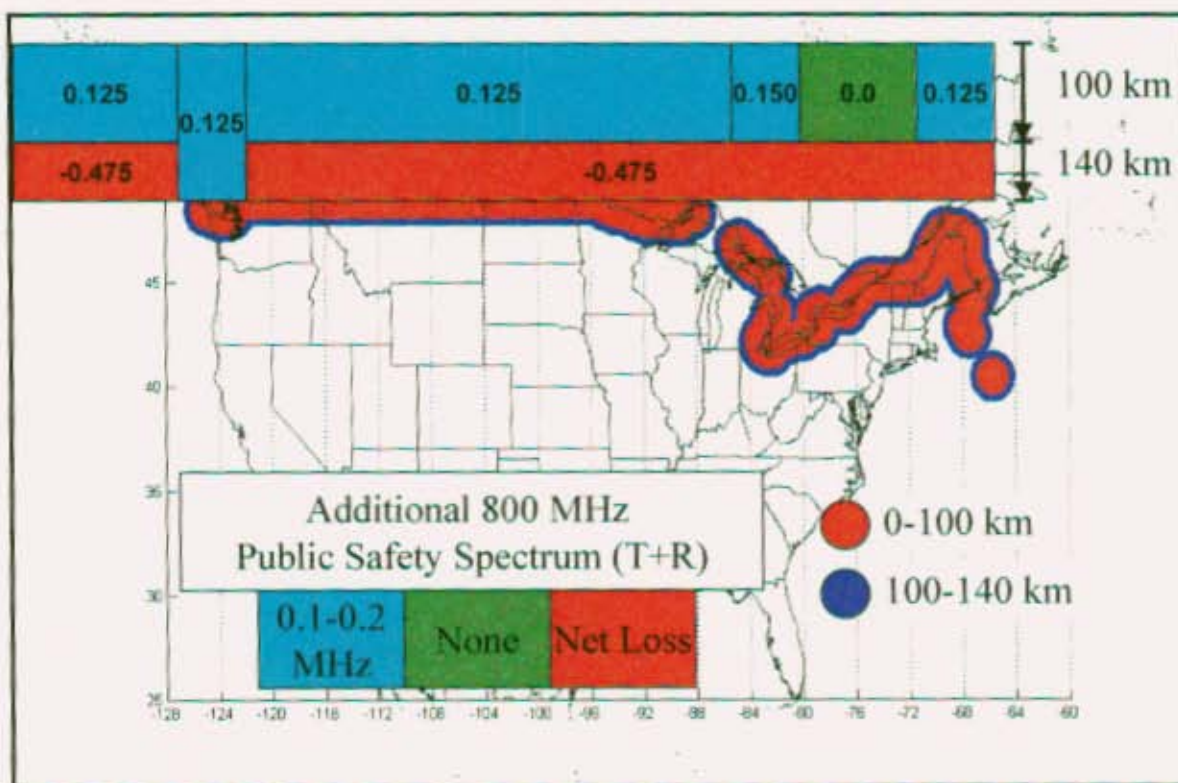 0.125
0.125
0.125
0.150
0.0
0.125
100 km
-0.475
-0.475
140 km
45
40
35
30
25
Additional 800 MHz
Public Safety Spectrum (T+R)
0-100 km
100-140 km
0.1-0.2
MHz
None
Net Loss
-128 -124 -120 -116 -112 -108 -104 -100 -96 -92 -88 -84 -80 -76 -72 -68 -64 -60